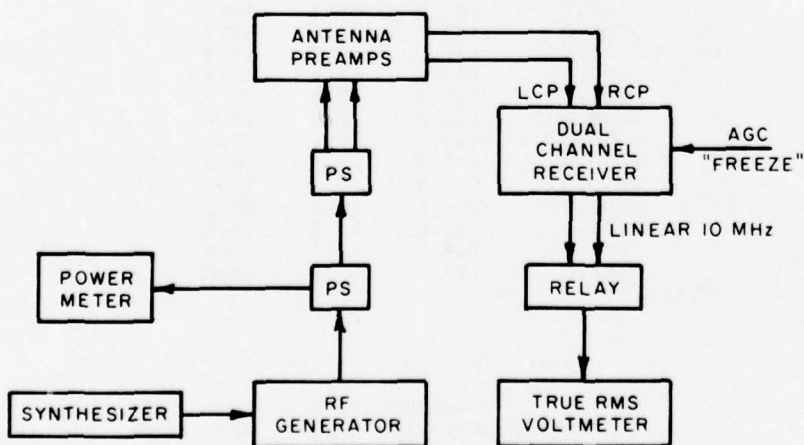 ANTENNA
PREAMPS
LCP
RCP
DUAL
CHANNEL
RECEIVER
AGC
"FREEZE"
PS
LINEAR 10 MHz
POWER
METER
PS
RELAY
SYNTHESIZER
RF
GENERATOR
TRUE RMS
VOLTMETER